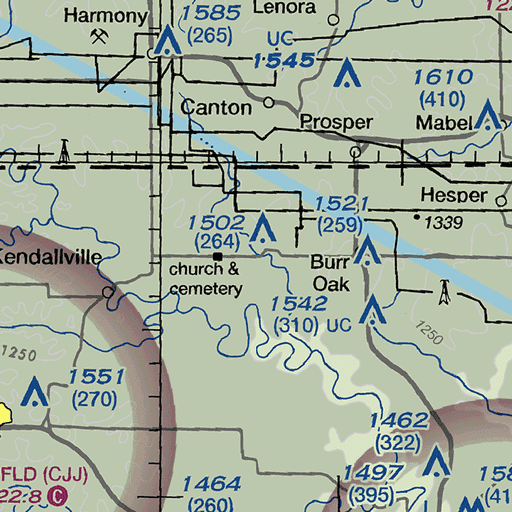 Harmony
1585
(265)
Lenora
UC
1545
1610
(410)
Canton
Prosper
Mabel
Hesper
1521
(259)
1339
1502
(264)
Kendallville
church &
cemetery
Burr
Oak
1542
(310) UC
1250
1250
1551
(270)
1462
(322)
FLD (CJJ)
22.8 C
1464
(260)
1497
(395)